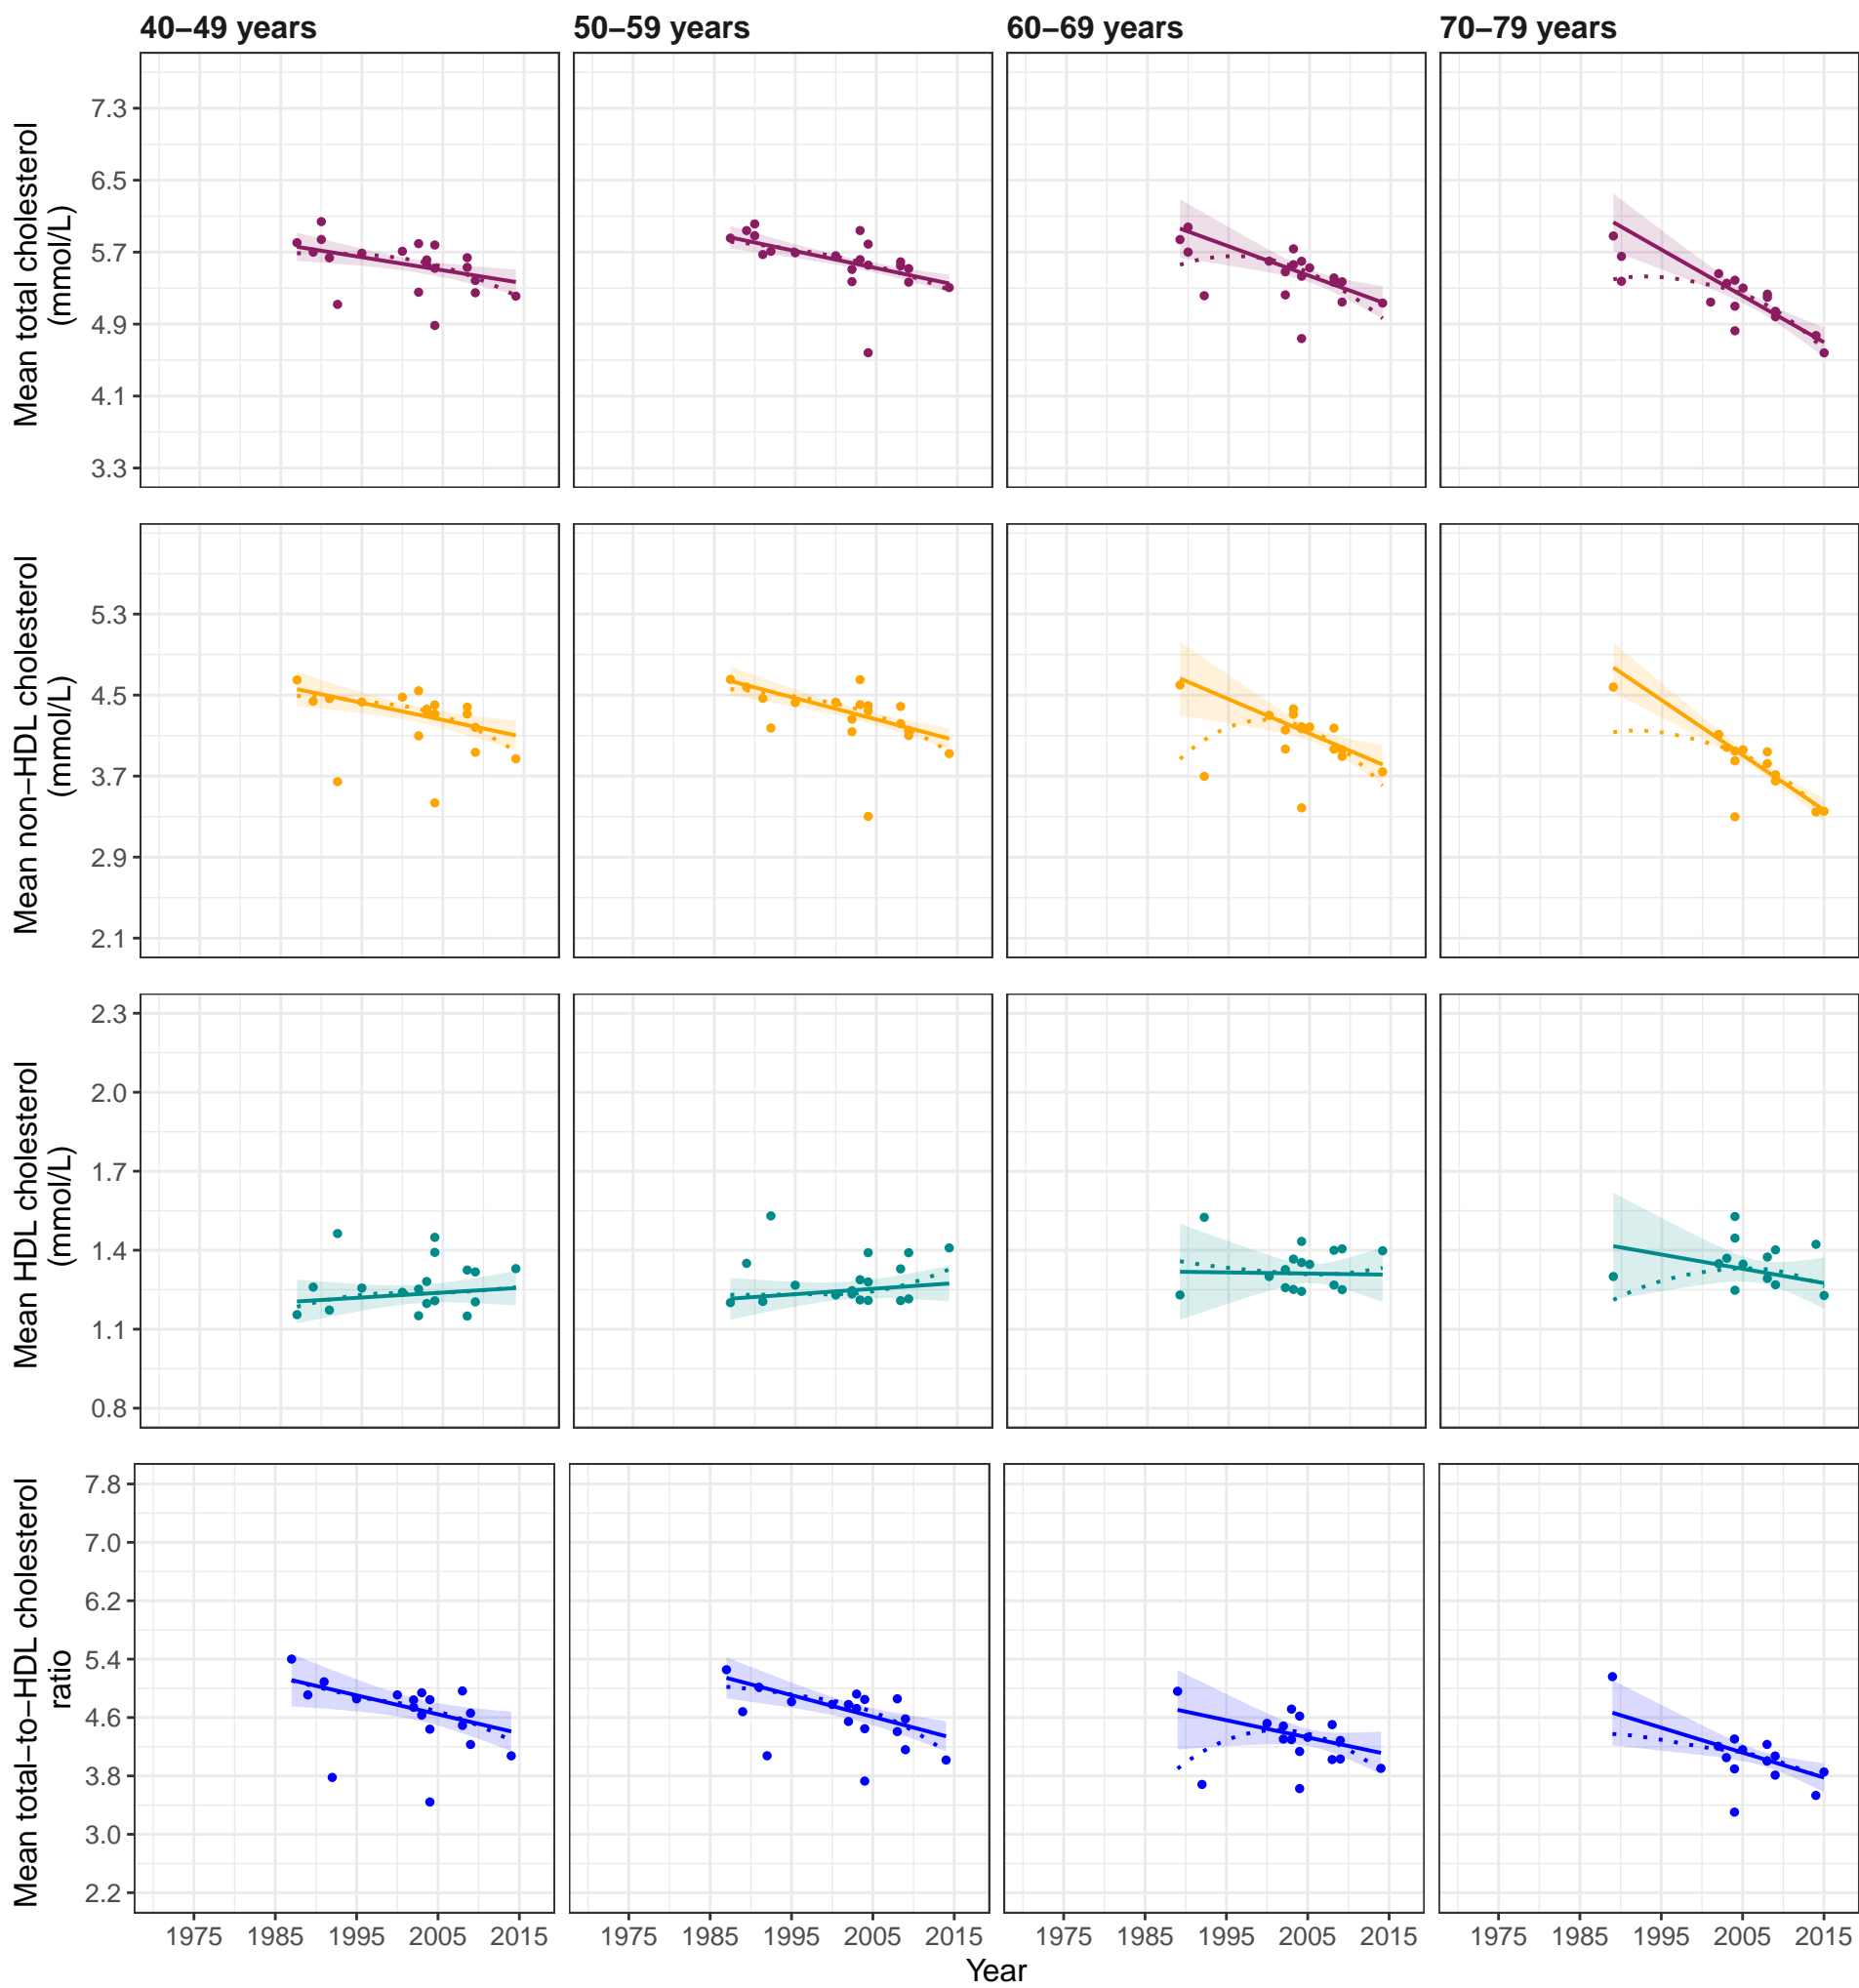 40–49 years
50–59 years
60–69 years
70–79 years
Mean total cholesterol
(mmol/L)
7.3
6.5
5.7
4.9
4.1
3.3
Mean non–HDL cholesterol
(mmol/L)
5.3
4.5
3.7
2.9
2.1
Mean HDL cholesterol
(mmol/L)
2.3
2.0
1.7
1.4
1.1
0.8
Mean total–to–HDL cholesterol
ratio
7.8
7.0
6.2
5.4
4.6
3.8
3.0
2.2
1975 1985 1995 2005 2015
1975 1985 1995 2005 2015
1975 1985 1995 2005 2015
1975 1985 1995 2005 2015
Year